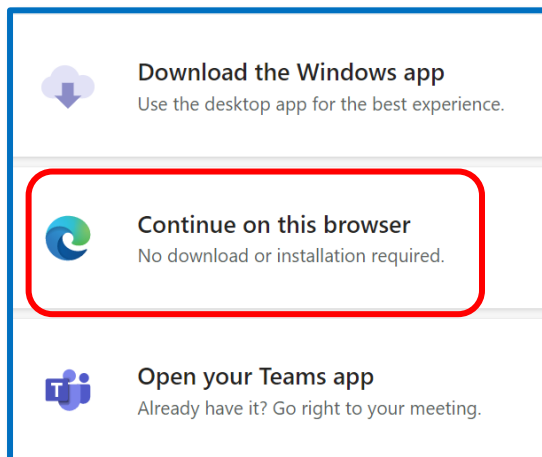 Download the Windows app
Use the desktop app for the best experience.
Continue on this browser
No download or installation required.
Open your Teams app
Already have it? Go right to your meeting.